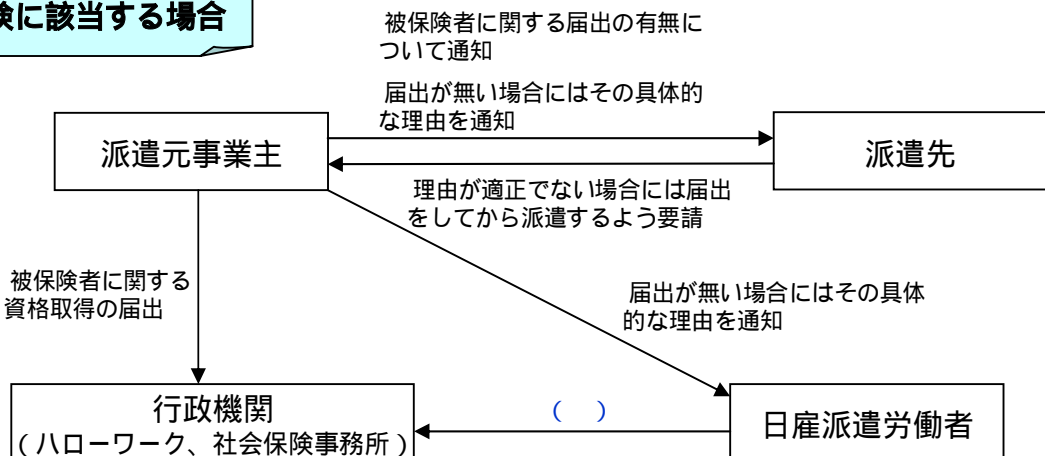 険に該当する場合
被保険者に関する届出の有無に
ついて通知
届出が無い場合にはその具体的
な理由を通知
派遣元事業主
派遣先
理由が適正でない場合には届出
をしてから派遣するよう要請
被保険者に関する
資格取得の届出
届出が無い場合にはその具体
的な理由を通知
行政機関
(ハローワーク、社会保険事務所)
( )
日雇派遣労働者